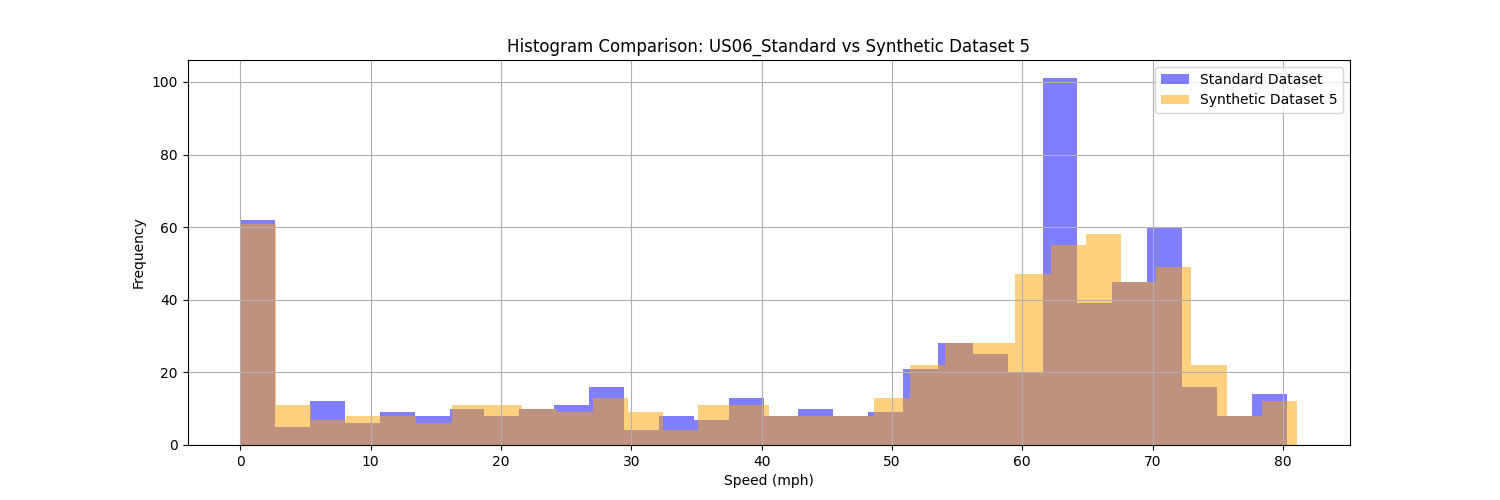 Histogram Comparison: US06_Standard vs Synthetic Dataset 5
Standard Dataset
Synthetic Dataset 5
Frequency
100
80
60
40
20
0
0 10 20 30 40 50 60 70 80
Speed (mph)